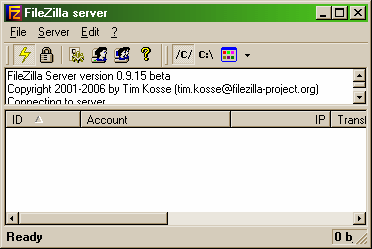 FileZilla server
File Server Edit ?
/C/ C:\
FileZilla Server version 0.9.15 beta
Copyright 2001-2006 by Tim Kosse (tim.kosse@filezilla-project.org)
Connecting to server
ID Account IP Transf
Ready 0 b